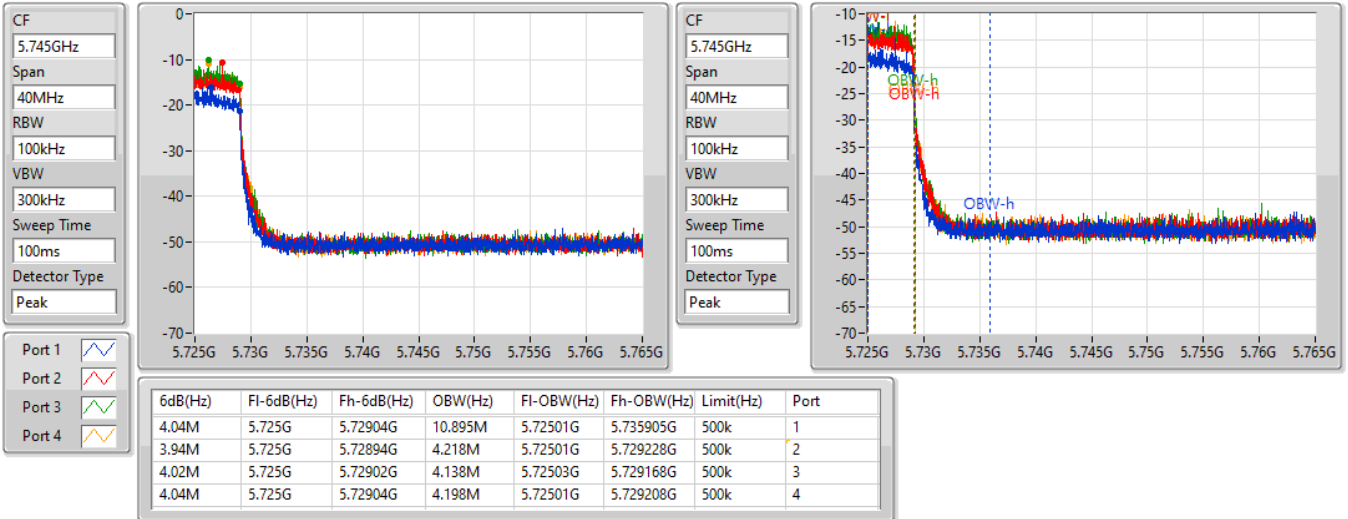 CF
5.745GHz
Span
40MHz
RBW
100kHz
VBW
300kHz
Sweep Time
100ms
Detector Type
Peak
0-
-10-
-20-
-30-
-40-
-50-
-60-
-70-
5.725G 5.73G 5.735G 5.74G 5.745G 5.75G 5.755G 5.76G 5.765G
CF
5.745GHz
Span
40MHz
RBW
100kHz
VBW
300kHz
Sweep Time
100ms
Detector Type
Peak
-10-
-15-
-20-
-25-
-30-
-35-
-40-
-45-
-50-
-55-
-60-
-65-
-70-
OBW-h
OBW-h
OBW-h
5.725G 5.73G 5.735G 5.74G 5.745G 5.75G 5.755G 5.76G 5.765G
Port 1
Port 2
Port 3
Port 4
6dB(Hz) Fl-6dB(Hz) Fh-6dB(Hz) OBW(Hz) Fl-OBW(Hz) Fh-OBW(Hz) Limit(Hz) Port
4.04M 5.725G 5.72904G 10.895M 5.72501G 5.735905G 500k 1
3.94M 5.725G 5.72894G 4.218M 5.72501G 5.729228G 500k 2
4.02M 5.725G 5.72902G 4.138M 5.72503G 5.729168G 500k 3
4.04M 5.725G 5.72904G 4.198M 5.72501G 5.729208G 500k 4